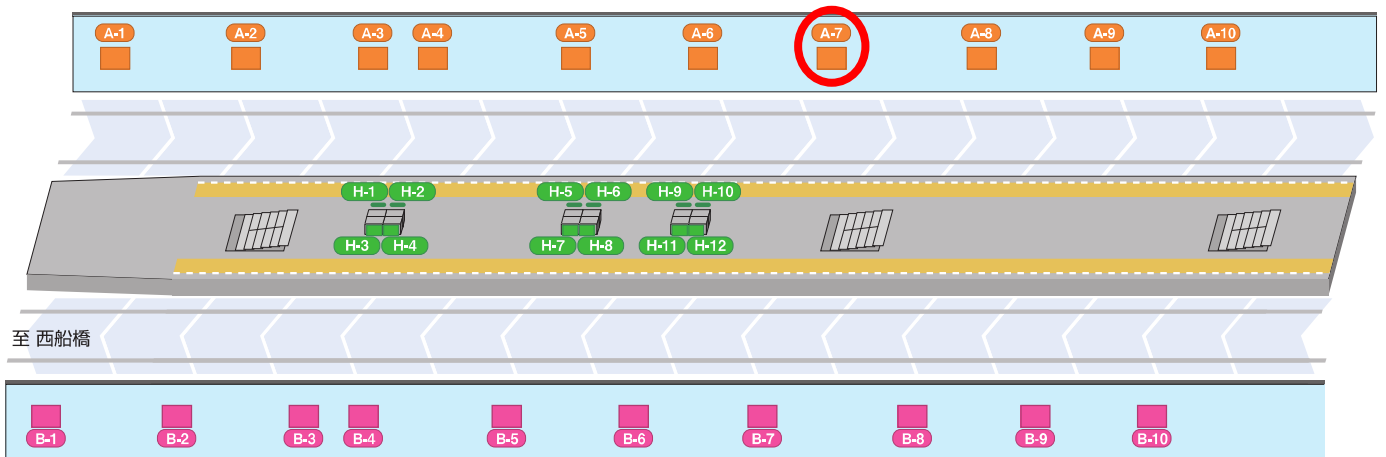 A-1 A-2 A-3 A-4 A-5 A-6 A-7 A-8 A-9 A-10
H-1 H-2 H-5 H-6 H-9 H-10
H-3 H-4 H-7 H-8 H-11 H-12
至 西船橋
B-1 B-2 B-3 B-4 B-5 B-6 B-7 B-8 B-9 B-10